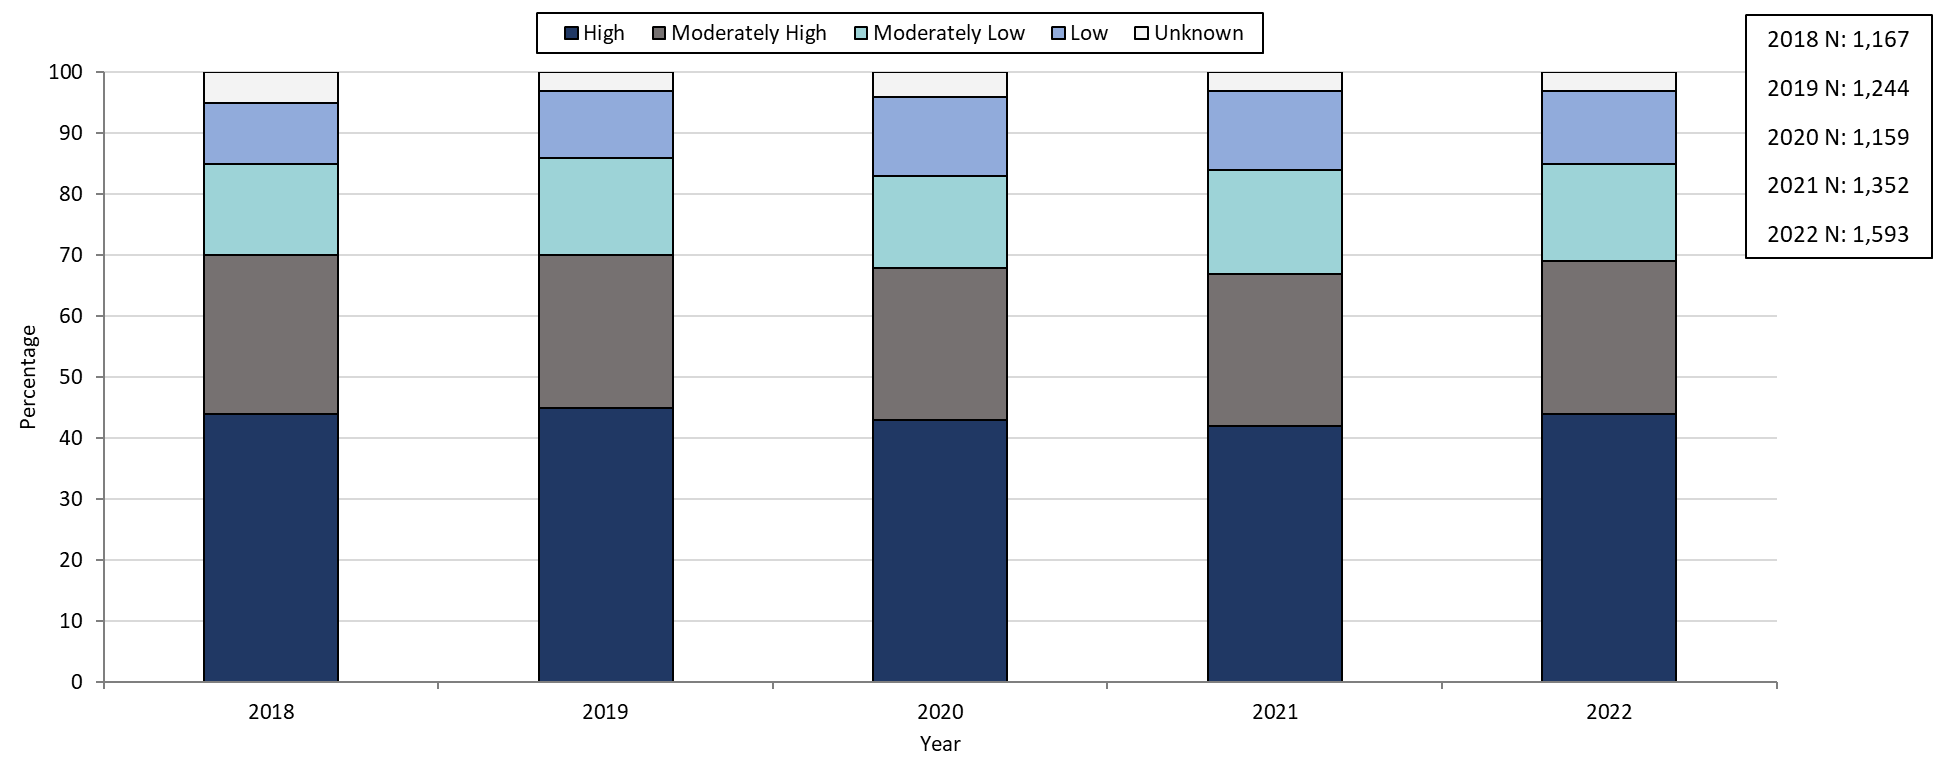 High Moderately High Moderately Low Low Unknown
2018 N: 1,167
2019 N: 1,244
2020 N: 1,159
2021 N: 1,352
2022 N: 1,593
100
90
80
70
60
50
40
30
20
10
0
Percentage
2018 2019 2020 2021 2022
Year